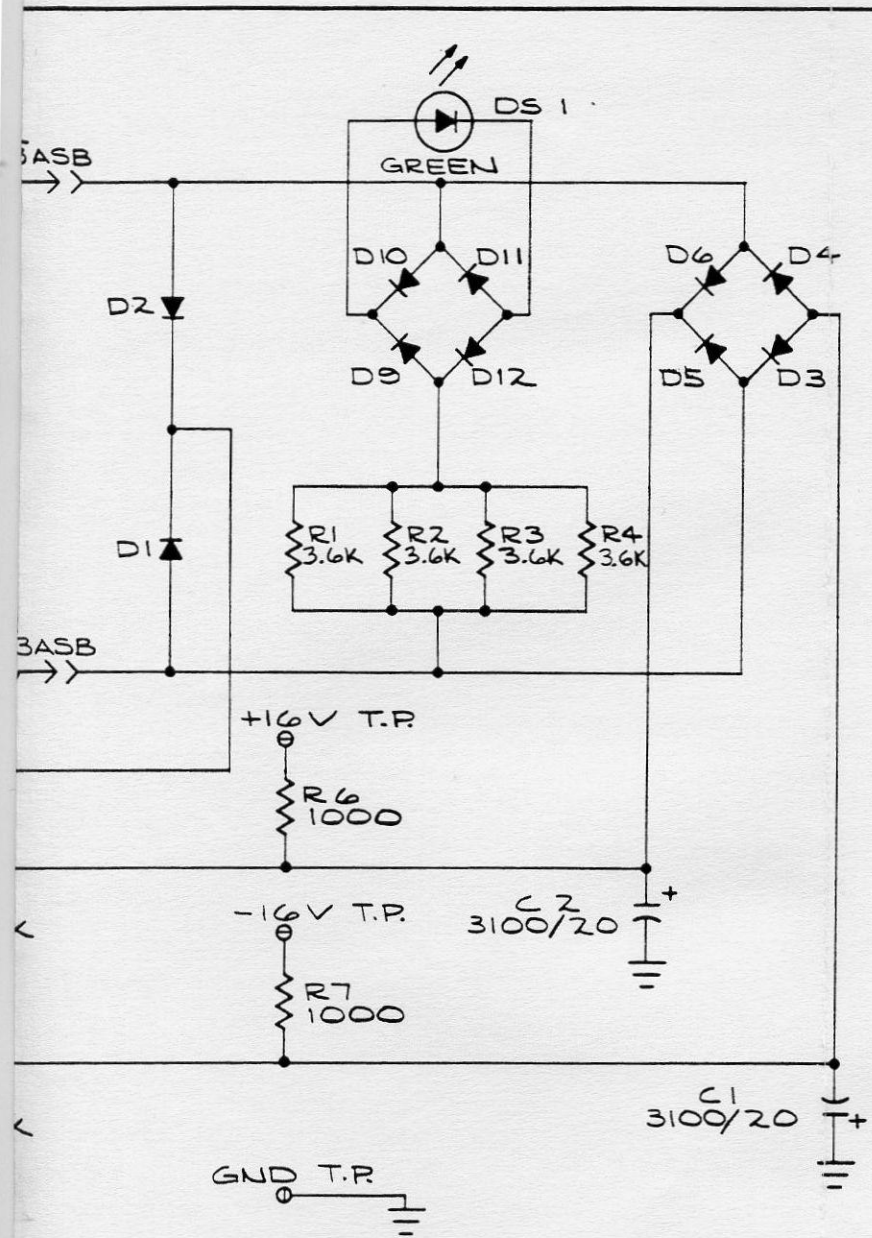 DS 1
GREEN
5ASB
D10
D11
D6
D4
D2
D9
D12
D5
D3
R1
3.6K
R2
3.6K
R3
3.6K
R4
3.6K
D1
3ASB
+16V T.P.
R6
1000
C2
3100/20
+
-16V T.P.
R7
1000
C1
3100/20
+
GND T.P.